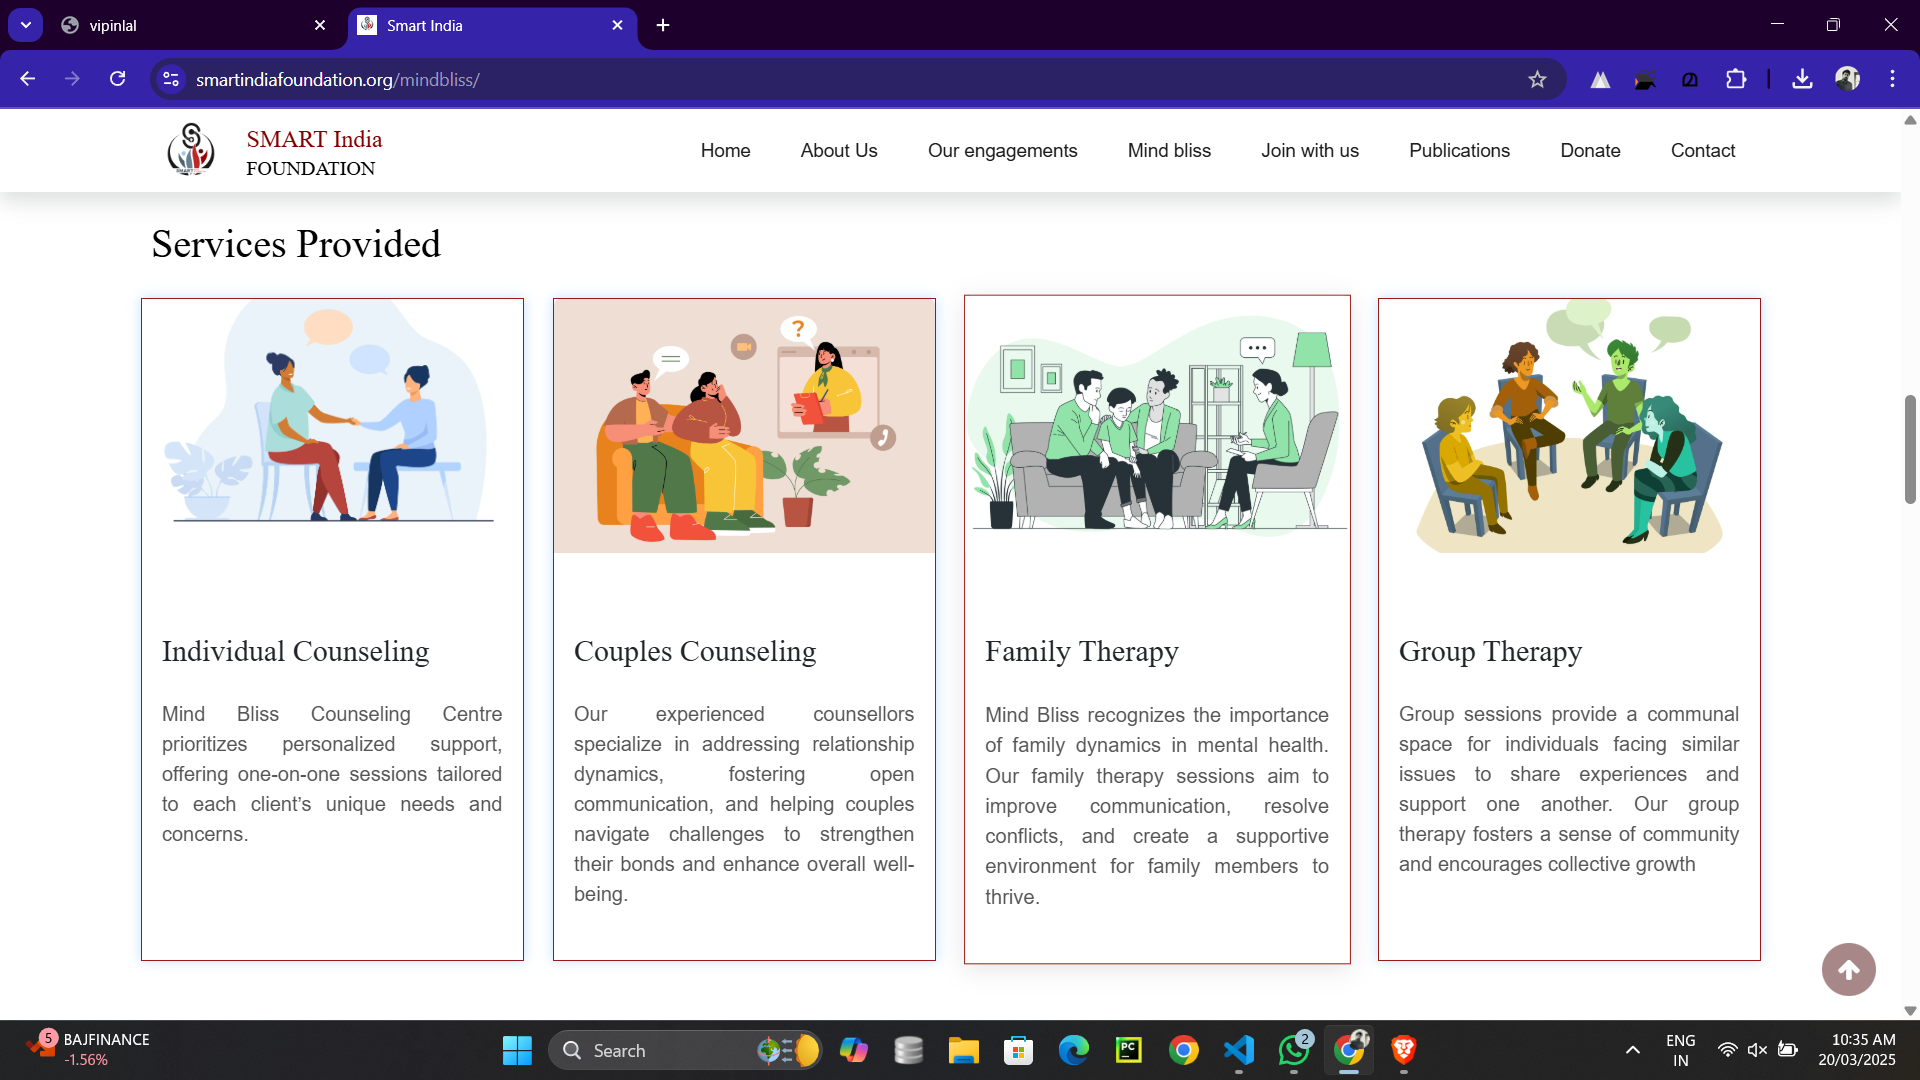 vipinlal
Smart India
smartindiafoundation.org/mindbliss/
SMART India
FOUNDATION
Home
About Us
Our engagements
Mind bliss
Join with us
Publications
Donate
Contact
Services Provided
Individual Counseling
Mind Bliss Counseling Centre
prioritizes personalized support,
offering one-on-one sessions tailored
to each client’s unique needs and
concerns.
?
Couples Counseling
Our experienced counsellors
specialize in addressing relationship
dynamics, fostering open
communication, and helping couples
navigate challenges to strengthen
their bonds and enhance overall well-
being.
Family Therapy
Mind Bliss recognizes the importance
of family dynamics in mental health.
Our family therapy sessions aim to
improve communication, resolve
conflicts, and create a supportive
environment for family members to
thrive.
Group Therapy
Group sessions provide a communal
space for individuals facing similar
issues to share experiences and
support one another. Our group
therapy fosters a sense of community
and encourages collective growth
5
BAJFINANCE
-1.56%
Search
PC
2
ENG
IN
10:35 AM
20/03/2025